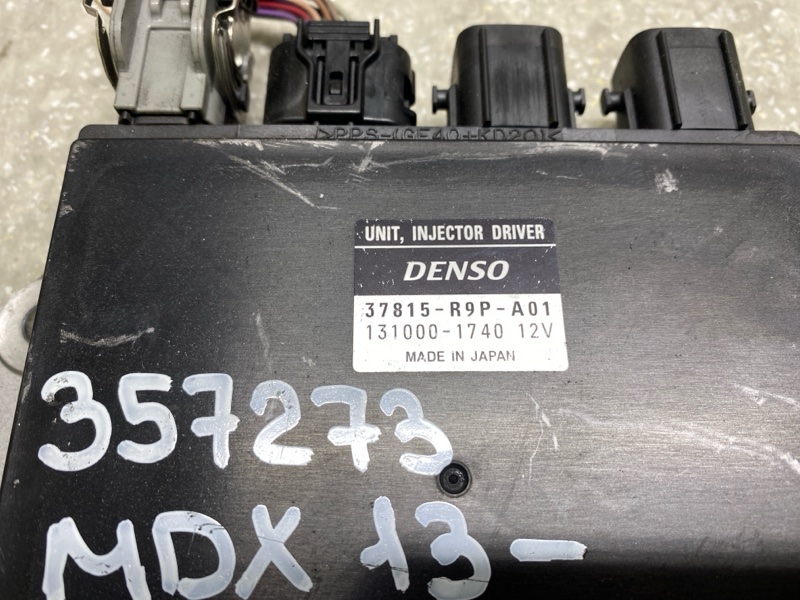 >PPS-(GF40+KD20)<
UNIT, INJECTOR DRIVER
DENSO
37815-R9P-A01
131000-1740 12V
MADE IN JAPAN
357273
MDX 13-